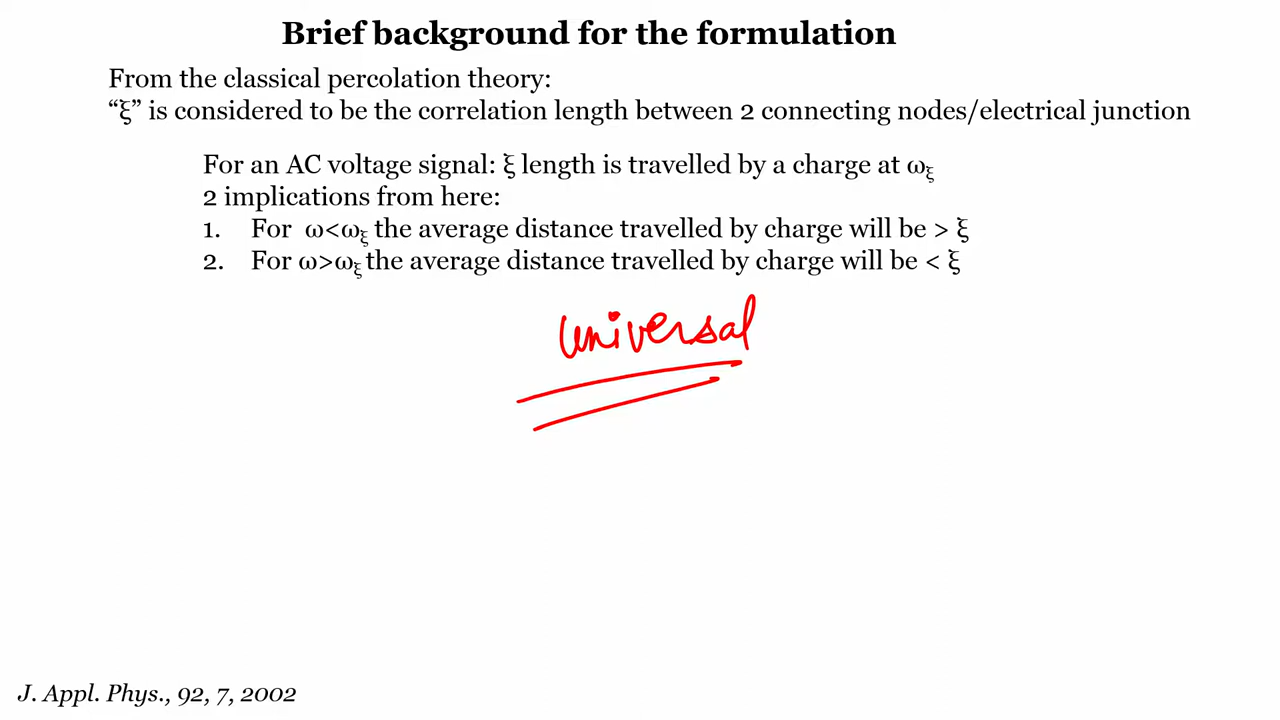 Brief background for the formulation
From the classical percolation theory:
“ξ” is considered to be the correlation length between 2 connecting nodes/electrical junction
For an AC voltage signal: ξ length is travelled by a charge at ωξ
2 implications from here:
1. For ω<ωξ the average distance travelled by charge will be > ξ
2. For ω>ωξ the average distance travelled by charge will be < ξ
universal
J. Appl. Phys., 92, 7, 2002